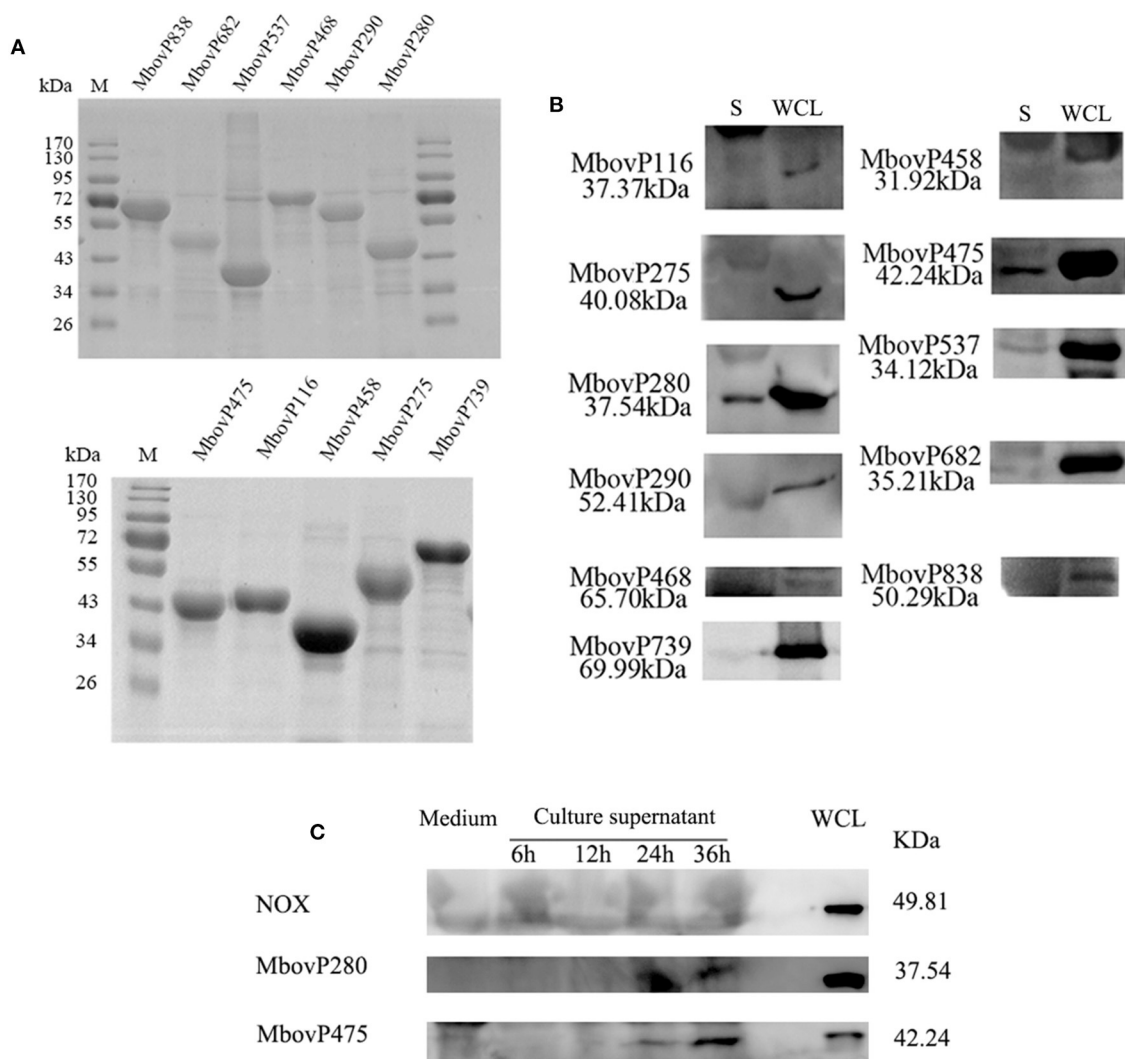 A
kDa M MbovP838 MbovP682 MbovP537 MbovP468 MbovP290 MbovP280
170
130
95
72
55
43
34
26
kDa M MbovP475 MbovP116 MbovP458 MbovP275 MbovP739
170
130
95
72
55
43
34
26
B
S WCL
MbovP116
37.37kDa
MbovP275
40.08kDa
MbovP280
37.54kDa
MbovP290
52.41kDa
MbovP468
65.70kDa
MbovP739
69.99kDa
S WCL
MbovP458
31.92kDa
MbovP475
42.24kDa
MbovP537
34.12kDa
MbovP682
35.21kDa
MbovP838
50.29kDa
C
Medium Culture supernatant WCL KDa
6h 12h 24h 36h
NOX 49.81
MbovP280 37.54
MbovP475 42.24